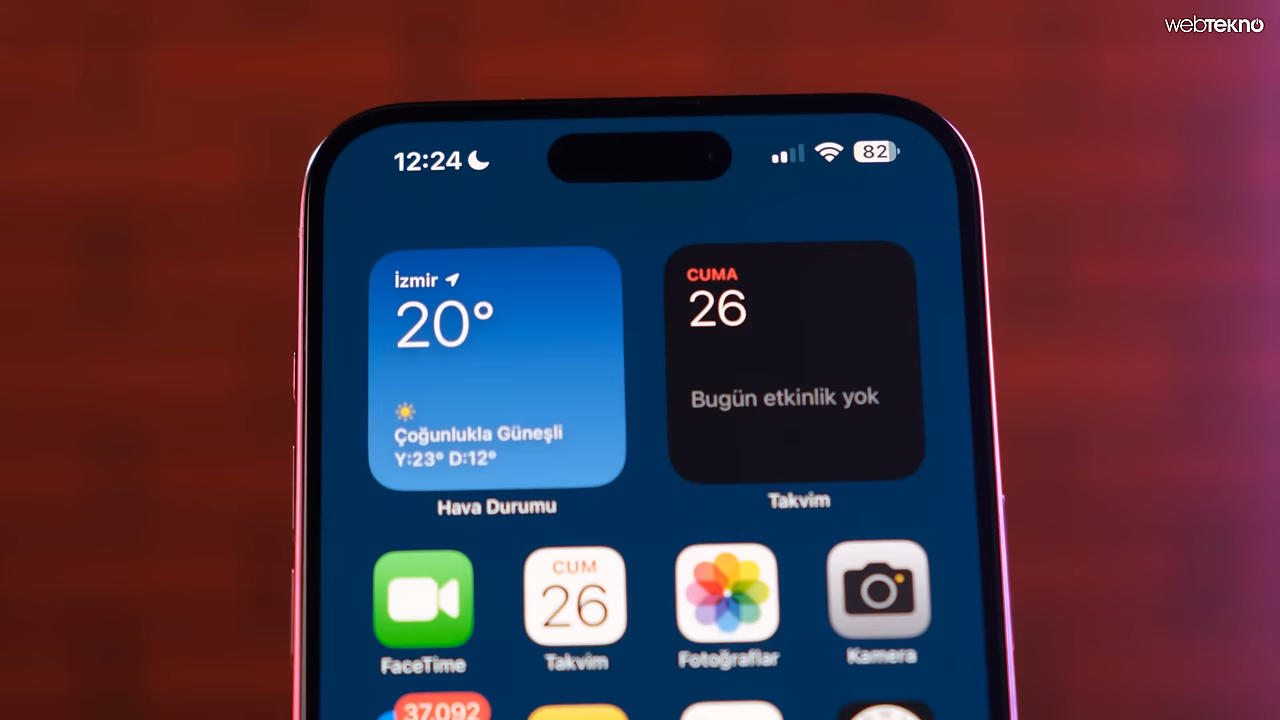 webtekno
12:24
82
İzmir
20°
Çoğunlukla Güneşli
Y:23° D:12°
Hava Durumu
CUMA
26
Bugün etkinlik yok
Takvim
FaceTime
CUM
26
Takvim
Fotoğraflar
Kamera
37.092